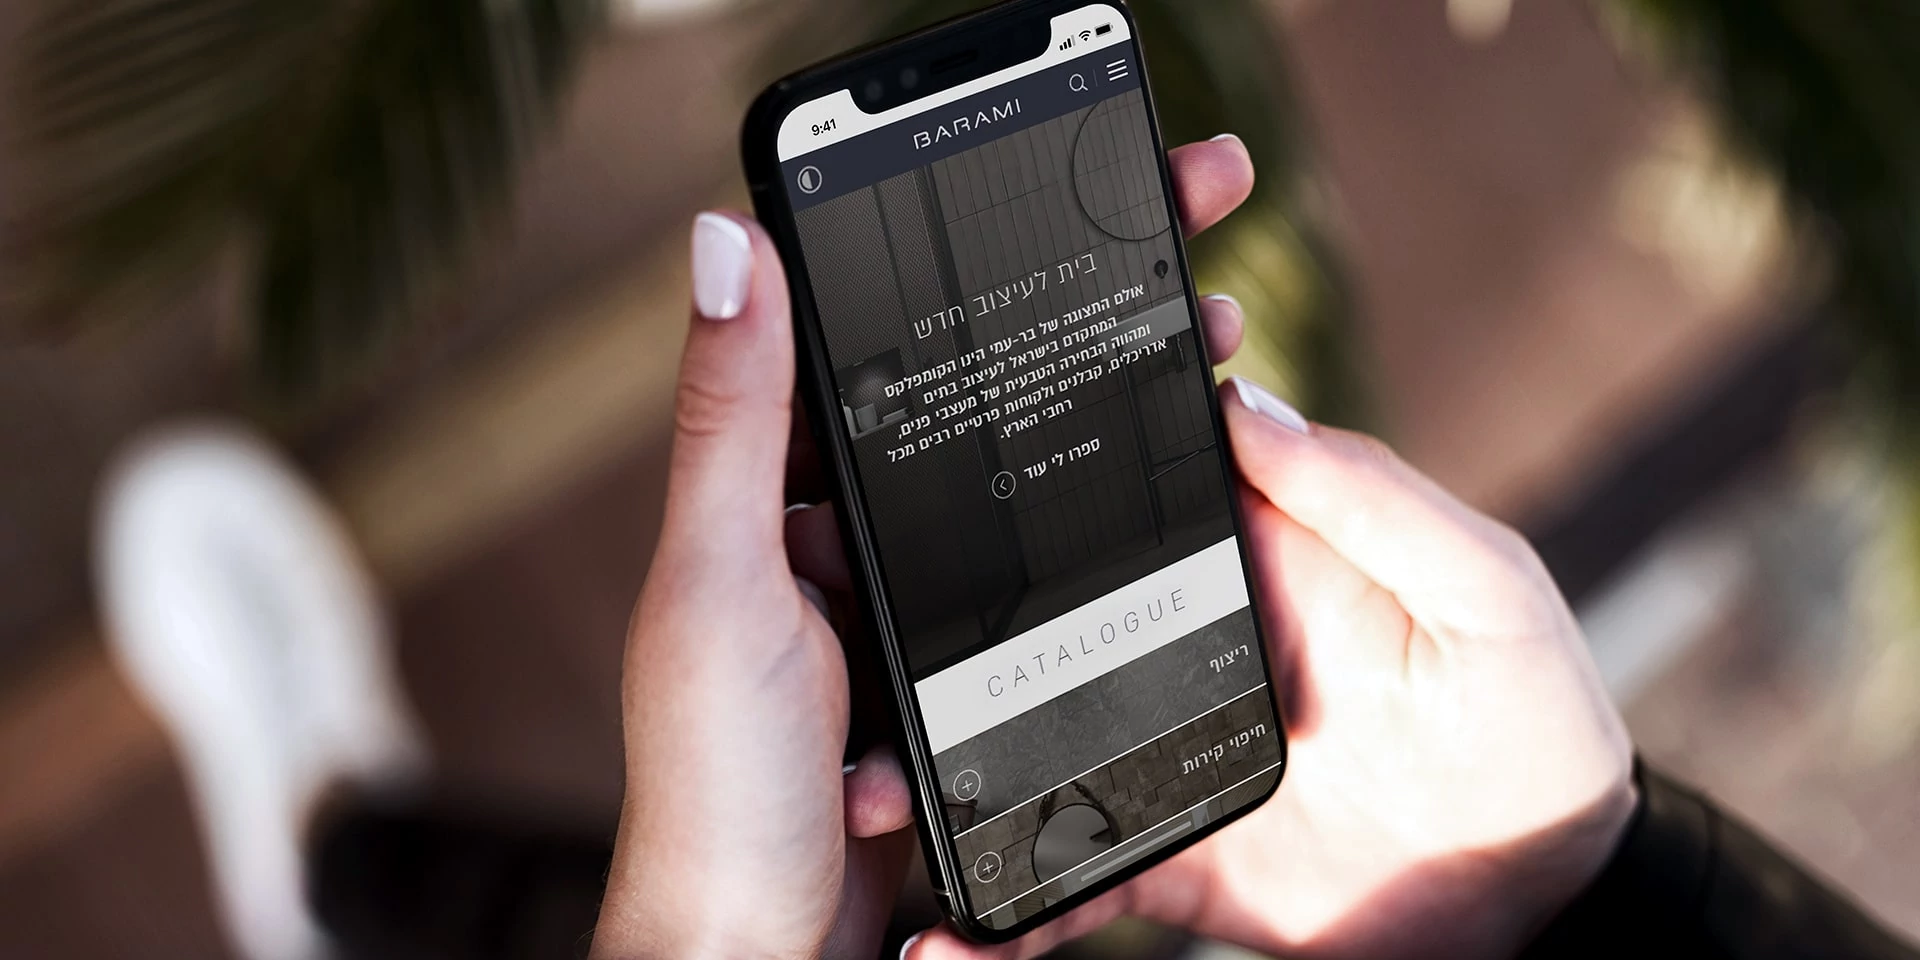 9:41
BARAMI
בית לעיצוב חדש
אולם התצוגה של בר-עמי הינו הקומפלקס
המתקדם בישראל לעיצוב בתים
ומהווה הבחירה הטבעית של מעצבי פנים,
אדריכלים, קבלנים ולקוחות פרטיים רבים מכל
רחבי הארץ.
ספרו לי עוד
CATALOGUE
ריצוף
חיפוי קירות